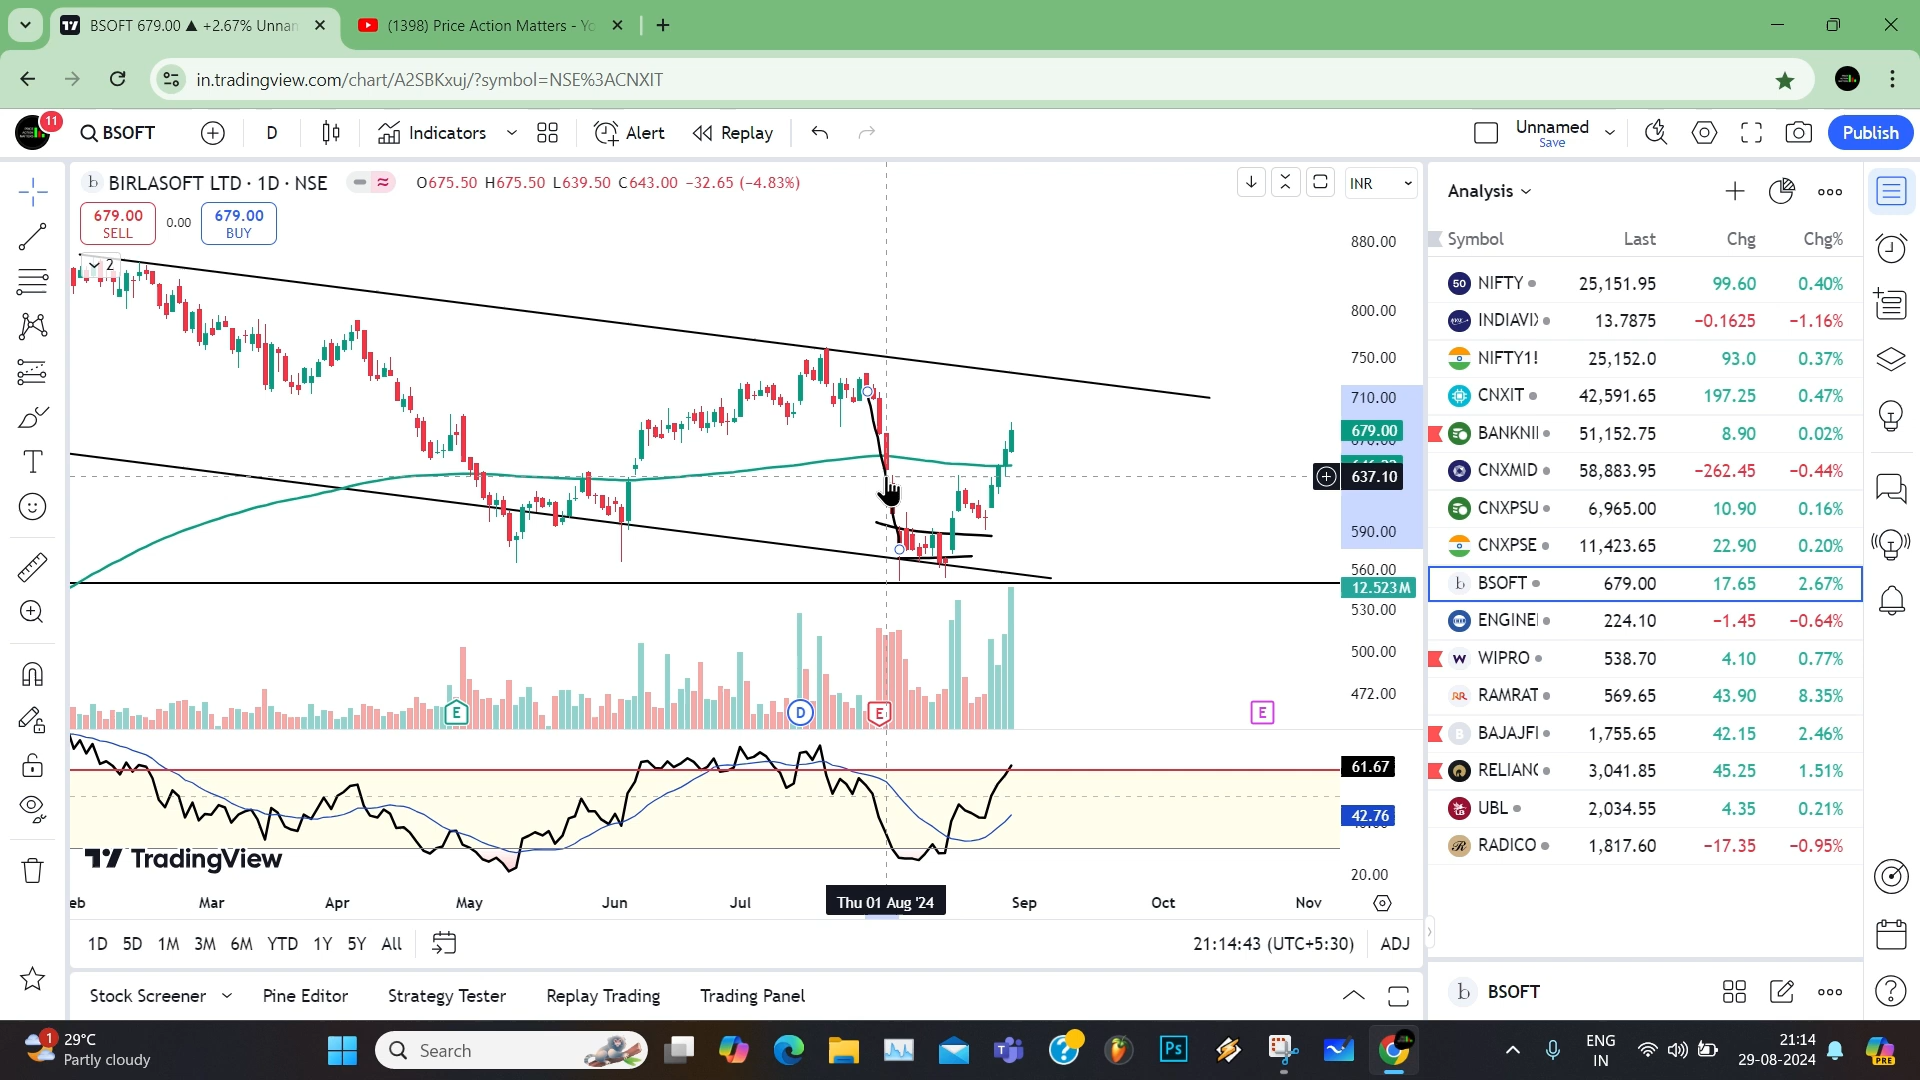 BSOFT 679.00 ▲ +2.67% Unnan
(1398) Price Action Matters - Yo
in.tradingview.com/chart/A2SBKxuj/?symbol=NSE%3ACNXIT
11
BSOFT
D
Indicators
Alert
Replay
Unnamed
Save
Publish
b BIRLASOFT LTD · 1D · NSE
O675.50 H675.50 L639.50 C643.00 −32.65 (−4.83%)
INR
679.00
SELL
0.00
679.00
BUY
2
880.00
800.00
750.00
710.00
679.00
637.10
590.00
560.00
12.523M
530.00
500.00
472.00
E
D
E
E
61.67
42.76
20.00
TradingView
eb
Mar
Apr
May
Jun
Jul
Thu 01 Aug '24
Sep
Oct
Nov
1D
5D
1M
3M
6M
YTD
1Y
5Y
All
21:14:43 (UTC+5:30)
ADJ
Stock Screener
Pine Editor
Strategy Tester
Replay Trading
Trading Panel
Analysis
Symbol Last Chg Chg%
50 NIFTY 25,151.95 99.60 0.40%
INDIAVIX 13.7875 −0.1625 −1.16%
NIFTY1! 25,152.0 93.0 0.37%
CNXIT 42,591.65 197.25 0.47%
BANKNII 51,152.75 8.90 0.02%
CNXMID 58,883.95 −262.45 −0.44%
CNXPSU 6,965.00 10.90 0.16%
CNXPSE 11,423.65 22.90 0.20%
b BSOFT 679.00 17.65 2.67%
ENGINEI 224.10 −1.45 −0.64%
W WIPRO 538.70 4.10 0.77%
RR RAMRAT 569.65 43.90 8.35%
B BAJAJFI 1,755.65 42.15 2.46%
RELIANC 3,041.85 45.25 1.51%
UBL 2,034.55 4.35 0.21%
R RADICO 1,817.60 −17.35 −0.95%
b BSOFT
1
29°C
Partly cloudy
Search
Ps
ENG
IN
21:14
29-08-2024
PRE